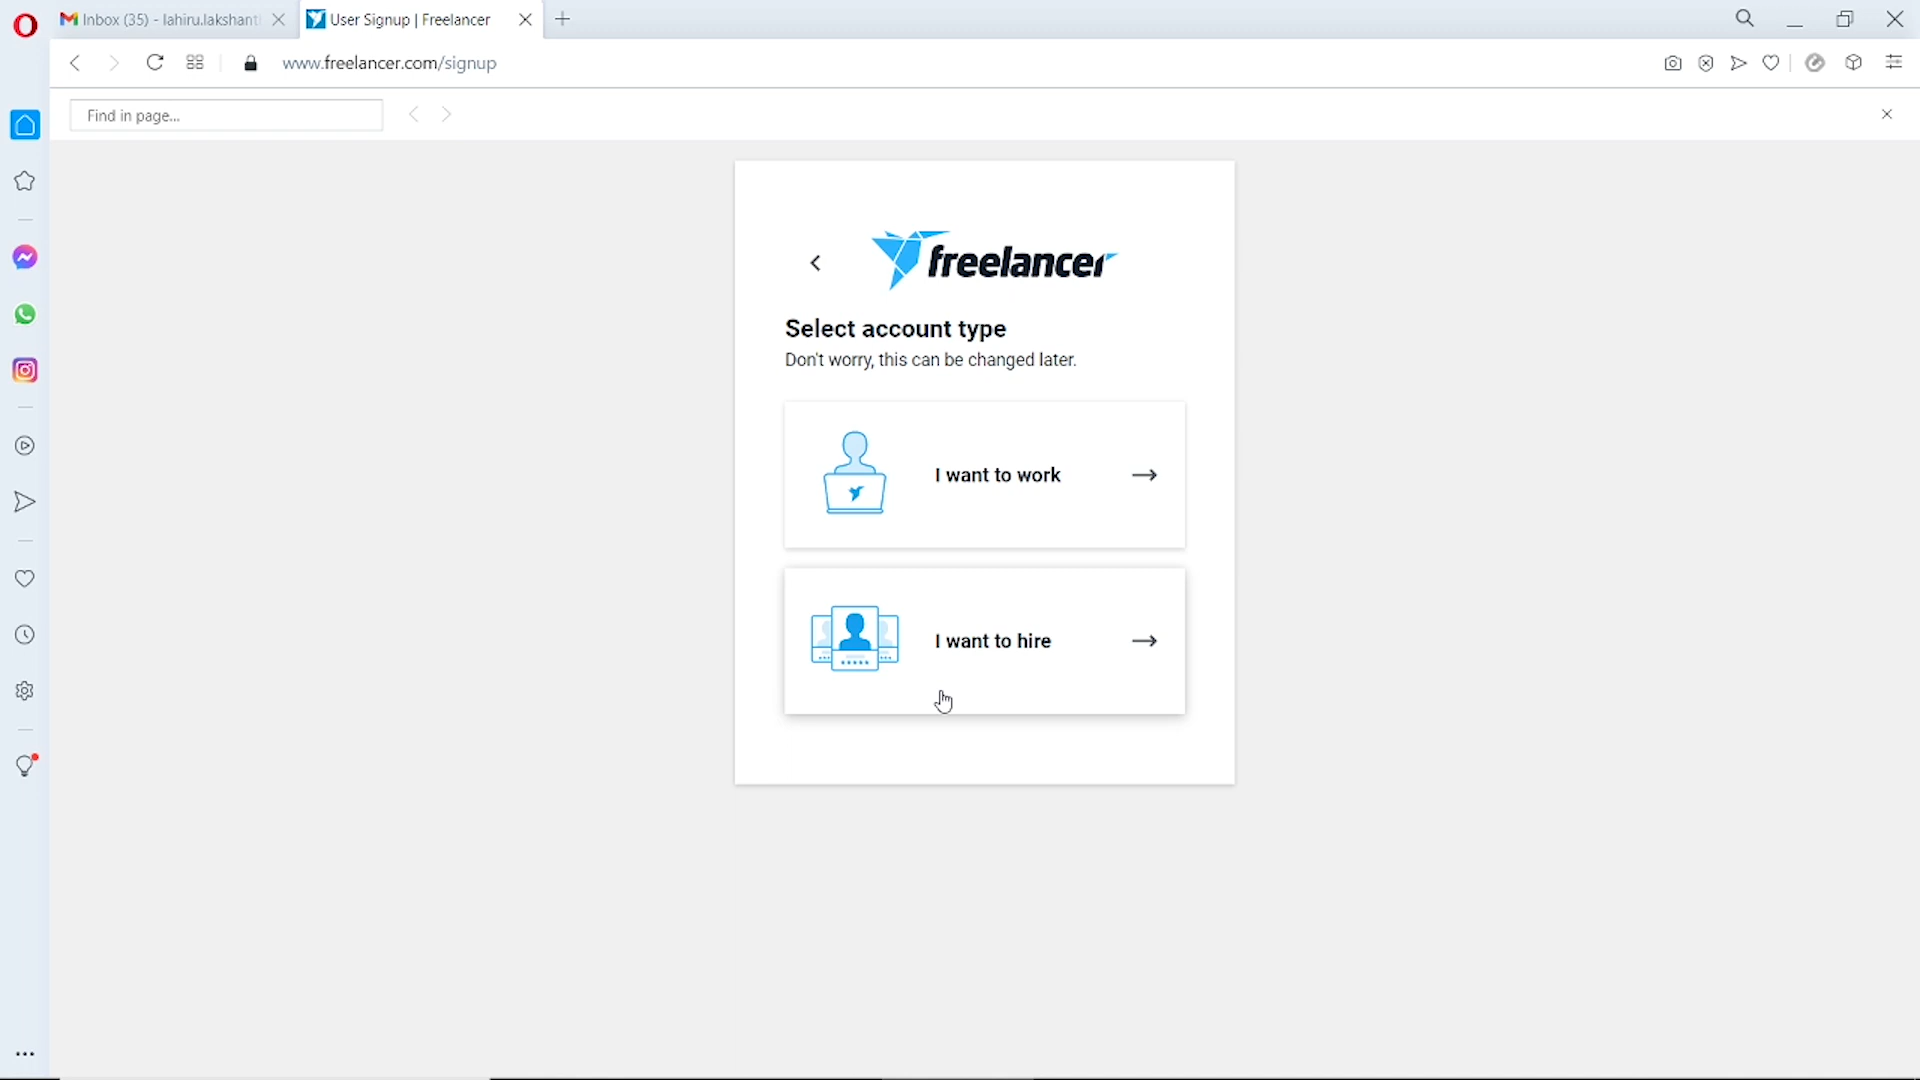 Inbox (35) - lahiru.lakshant
User Signup | Freelancer
www.freelancer.com/signup
Find in page...
freelancer
Select account type
Don't worry, this can be changed later.
I want to work
I want to hire